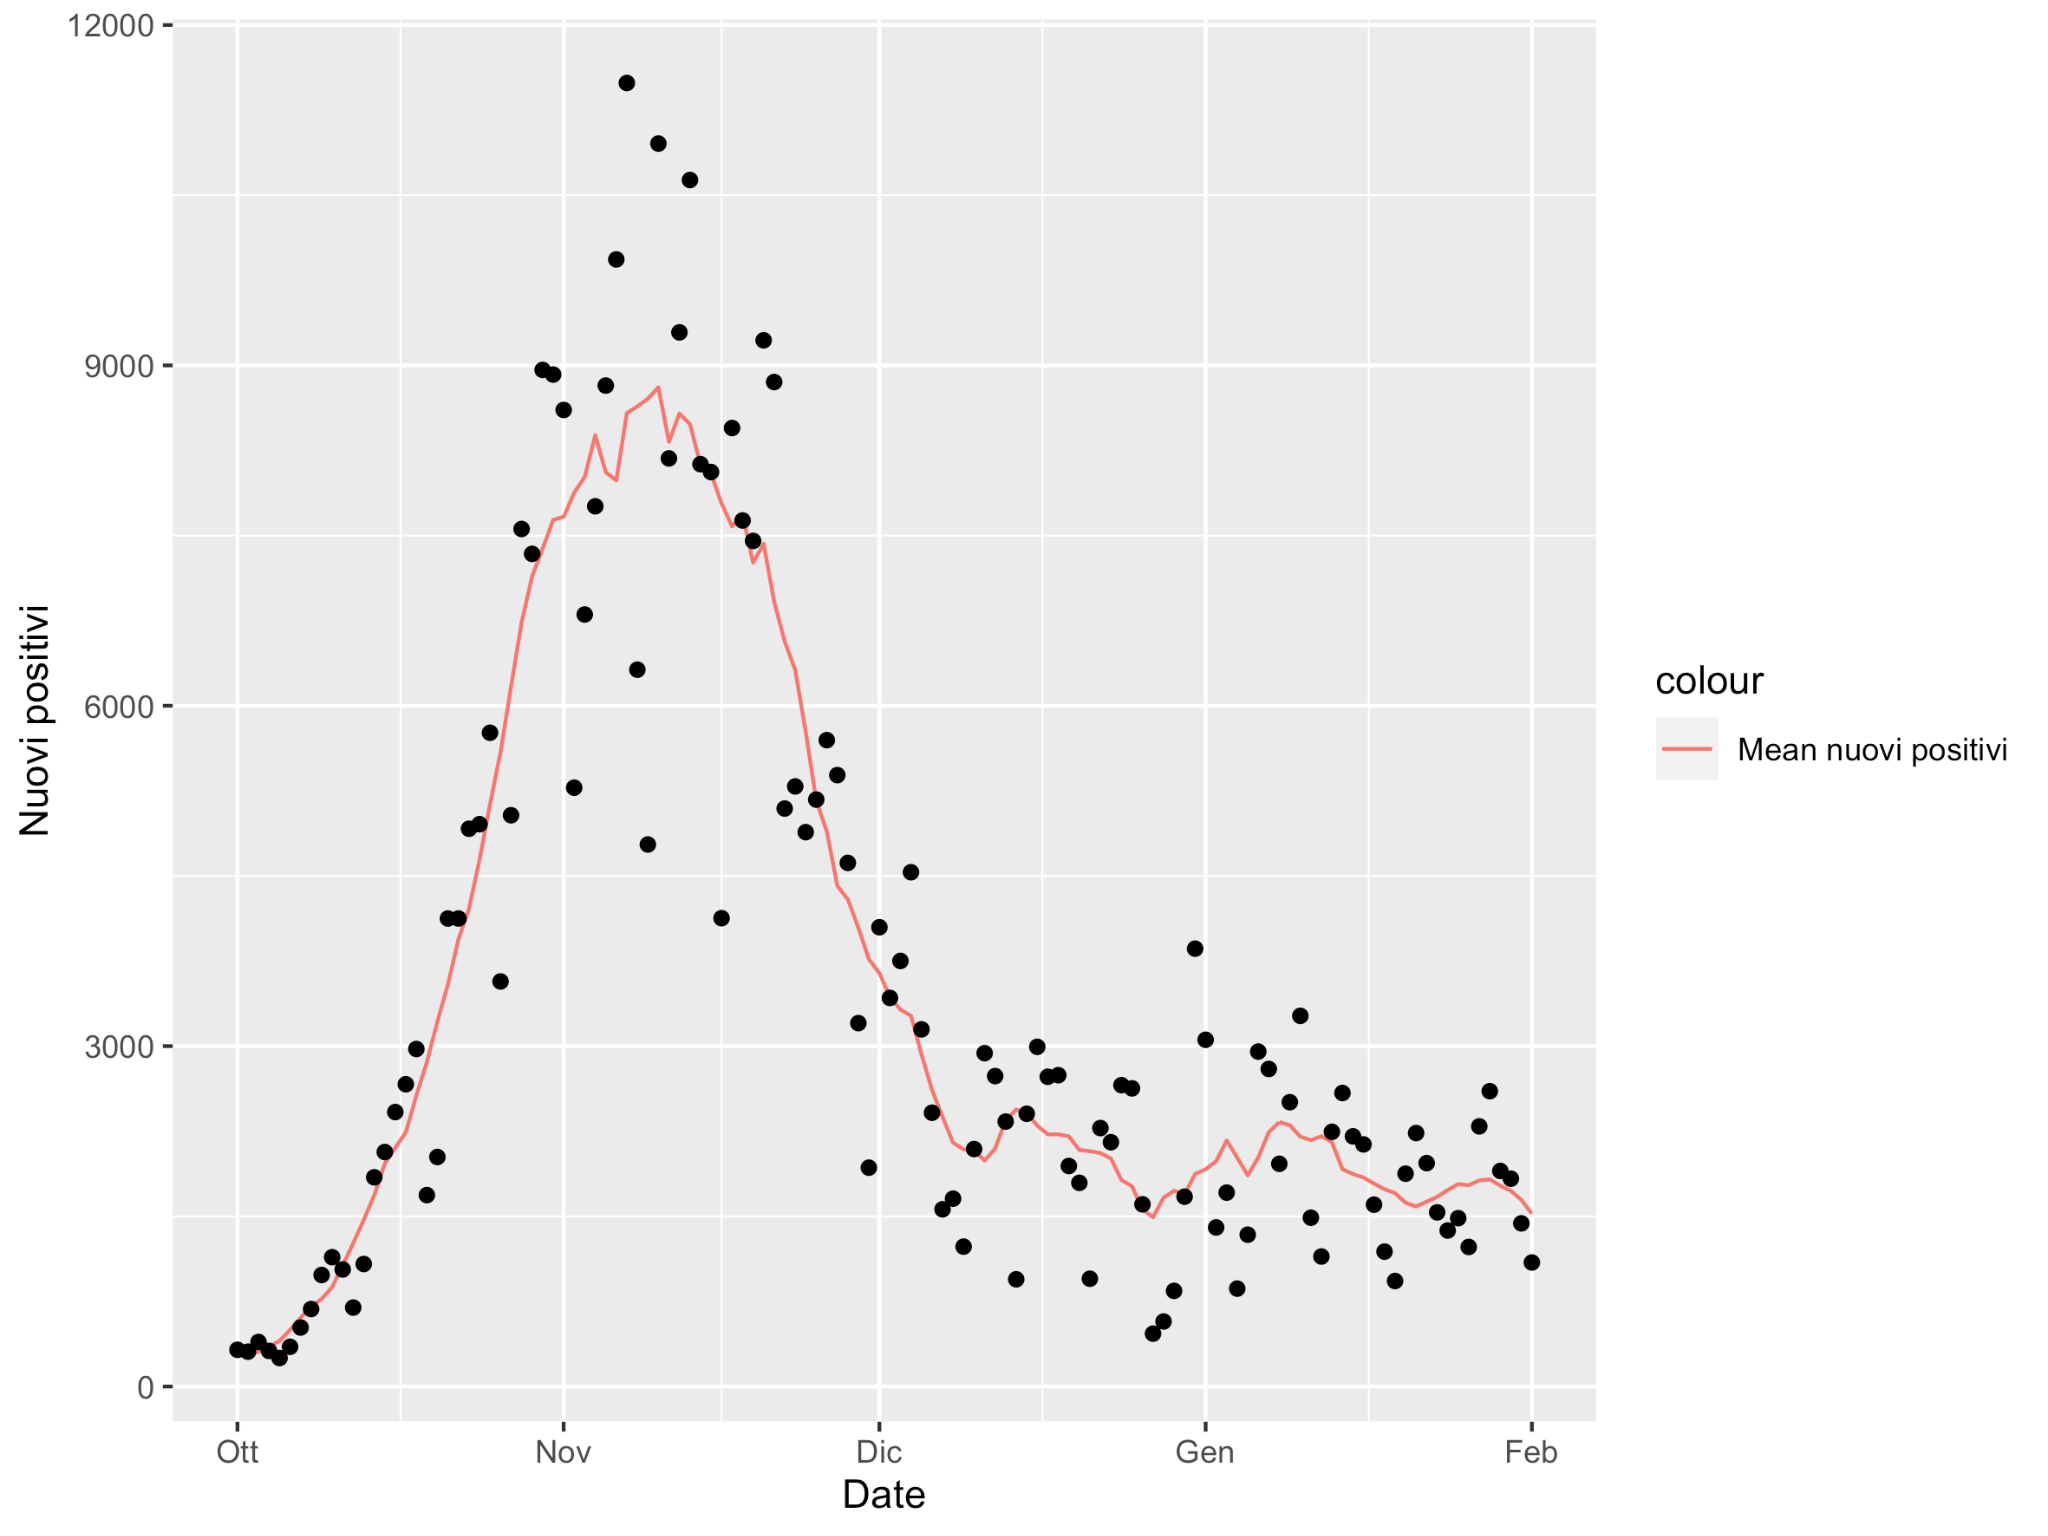 12000
9000
6000
3000
0
Nuovi positivi
Ott
Nov
Dic
Gen
Feb
Date
colour
Mean nuovi positivi